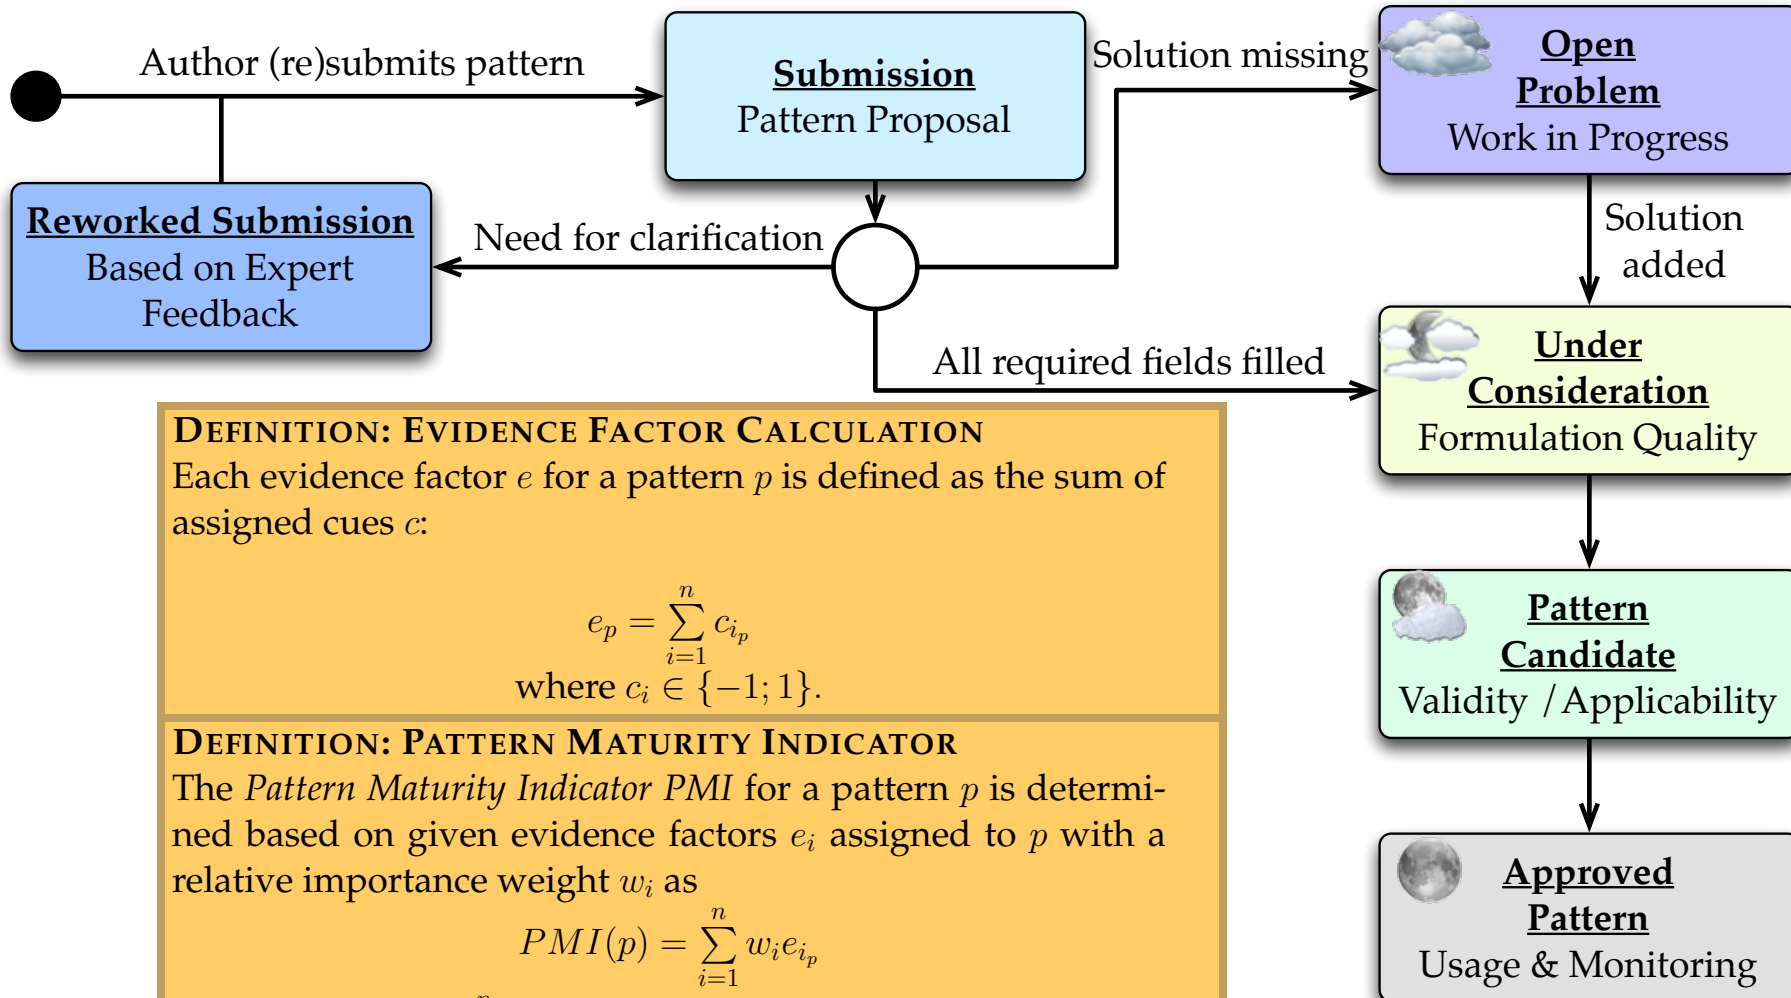 Author (re)submits pattern
Submission
Pattern Proposal
Solution missing
Open
Problem
Work in Progress
Reworked Submission
Based on Expert
Feedback
Need for clarification
Solution
added
All required fields filled
Under
Consideration
Formulation Quality
DEFINITION: EVIDENCE FACTOR CALCULATION
Each evidence factor e for a pattern p is defined as the sum of
assigned cues c:
e_p = \sum_{i=1}^{n} c_{i_p}
where c_i ∈ {−1; 1}.
Pattern
Candidate
Validity / Applicability
DEFINITION: PATTERN MATURITY INDICATOR
The Pattern Maturity Indicator PMI for a pattern p is determi-
ned based on given evidence factors e_i assigned to p with a
relative importance weight w_i as
PMI(p) = \sum_{i=1}^{n} w_i e_{i_p}
n
Approved
Pattern
Usage & Monitoring